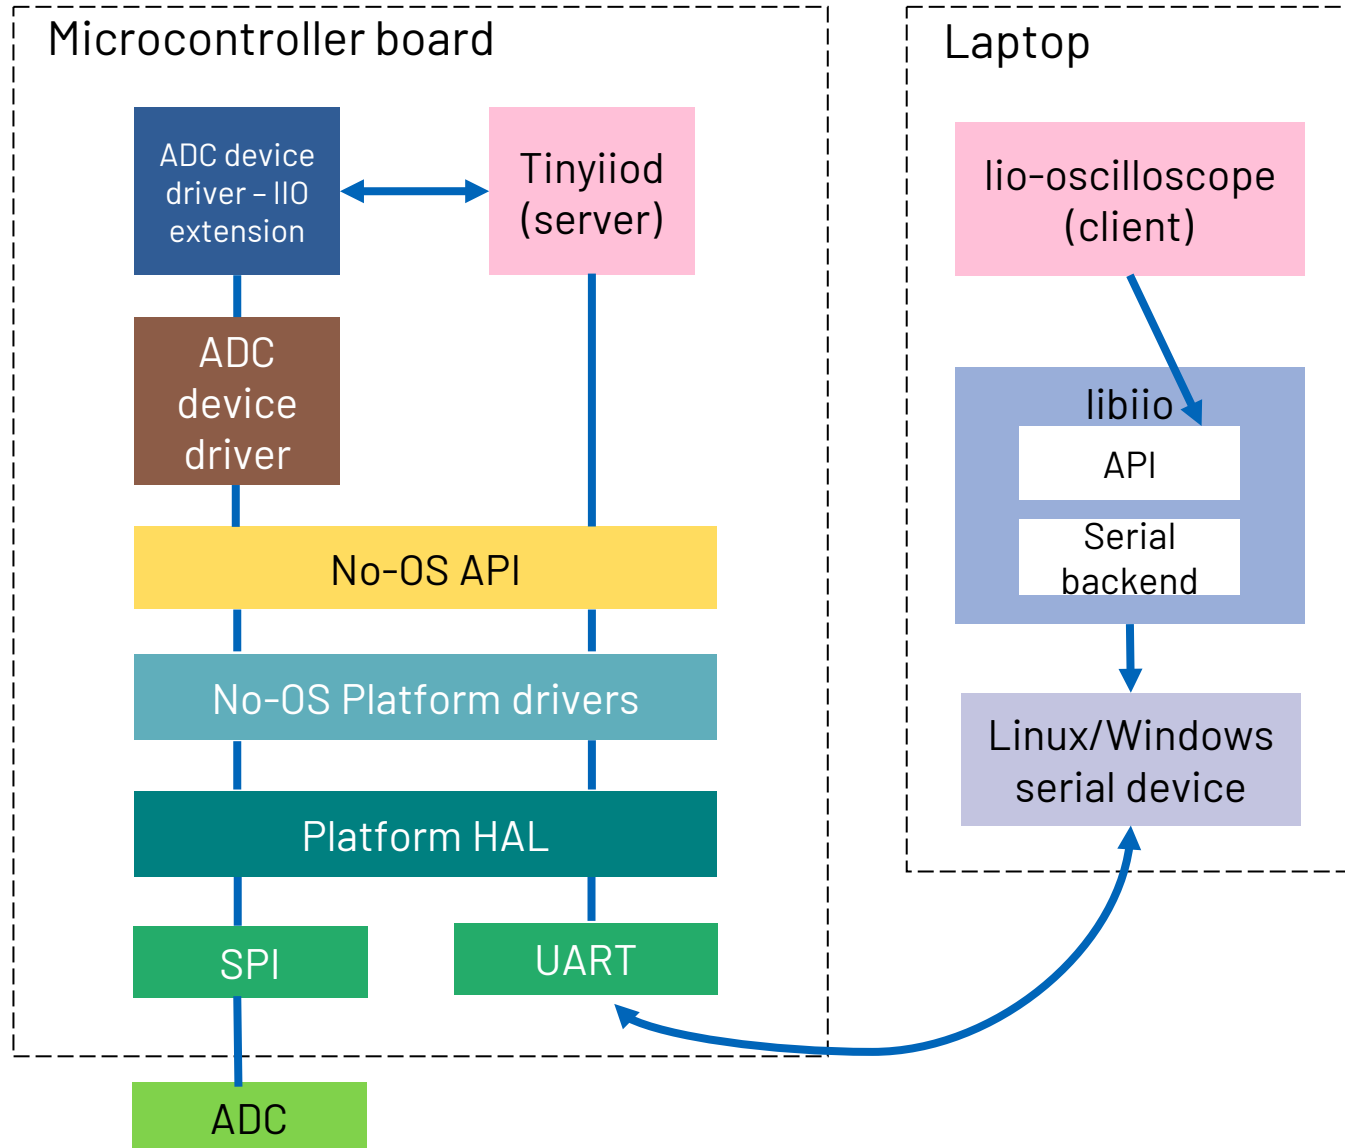 Microcontroller board
ADC device
driver – IIO
extension
Tinyiiod
(server)
ADC
device
driver
No-OS API
No-OS Platform drivers
Platform HAL
SPI
UART
ADC
Laptop
Iio-oscilloscope
(client)
libiio
API
Serial
backend
Linux/Windows
serial device